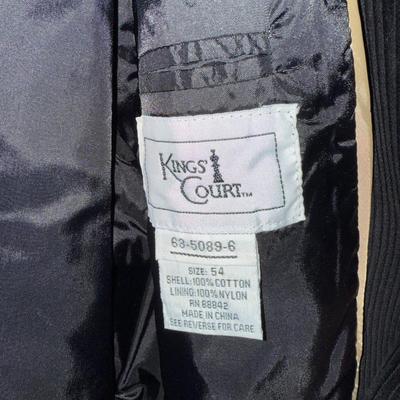 KINGS'
COURT™
63-5089-6
SIZE: 54
SHELL: 100% COTTON
LINING: 100% NYLON
RN 88842
MADE IN CHINA
SEE REVERSE FOR CARE